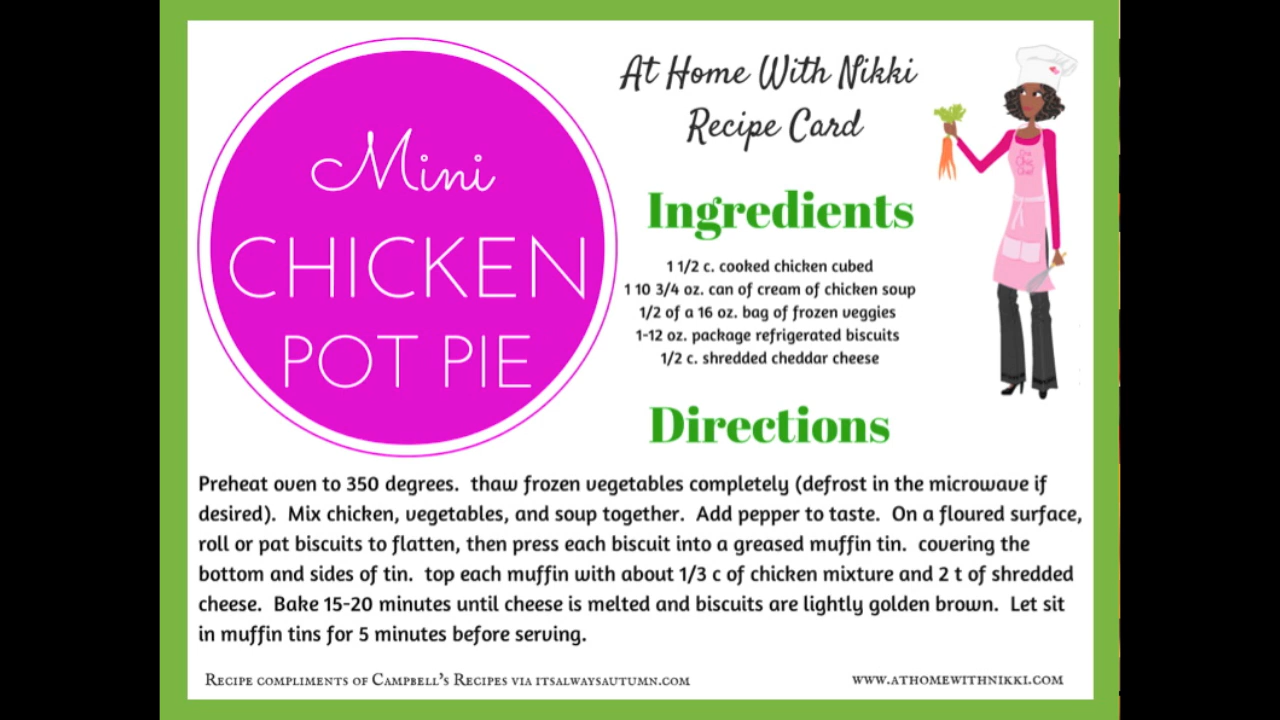 Mini
CHICKEN
POT PIE
At Home With Nikki
Recipe Card
Ingredients
1 1/2 c. cooked chicken cubed
1 10 3/4 oz. can of cream of chicken soup
1/2 of a 16 oz. bag of frozen veggies
1-12 oz. package refrigerated biscuits
1/2 c. shredded cheddar cheese
Directions
Preheat oven to 350 degrees. thaw frozen vegetables completely (defrost in the microwave if
desired). Mix chicken, vegetables, and soup together. Add pepper to taste. On a floured surface,
roll or pat biscuits to flatten, then press each biscuit into a greased muffin tin. covering the
bottom and sides of tin. top each muffin with about 1/3 c of chicken mixture and 2 t of shredded
cheese. Bake 15-20 minutes until cheese is melted and biscuits are lightly golden brown. Let sit
in muffin tins for 5 minutes before serving.
Recipe compliments of Campbell's Recipes via itsalwaysautumn.com
www.athomewithnikki.com